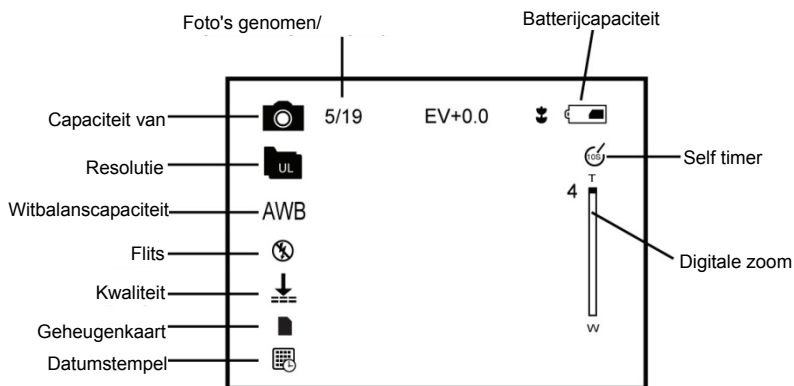 Foto's genomen/
Batterijcapaciteit
Capaciteit van
5/19 EV+0.0
Resolutie
UL
10S
Self timer
T
4
Witbalanscapaciteit
AWB
Flits
Digitale zoom
Kwaliteit
Geheugenkaart
W
Datumstempel